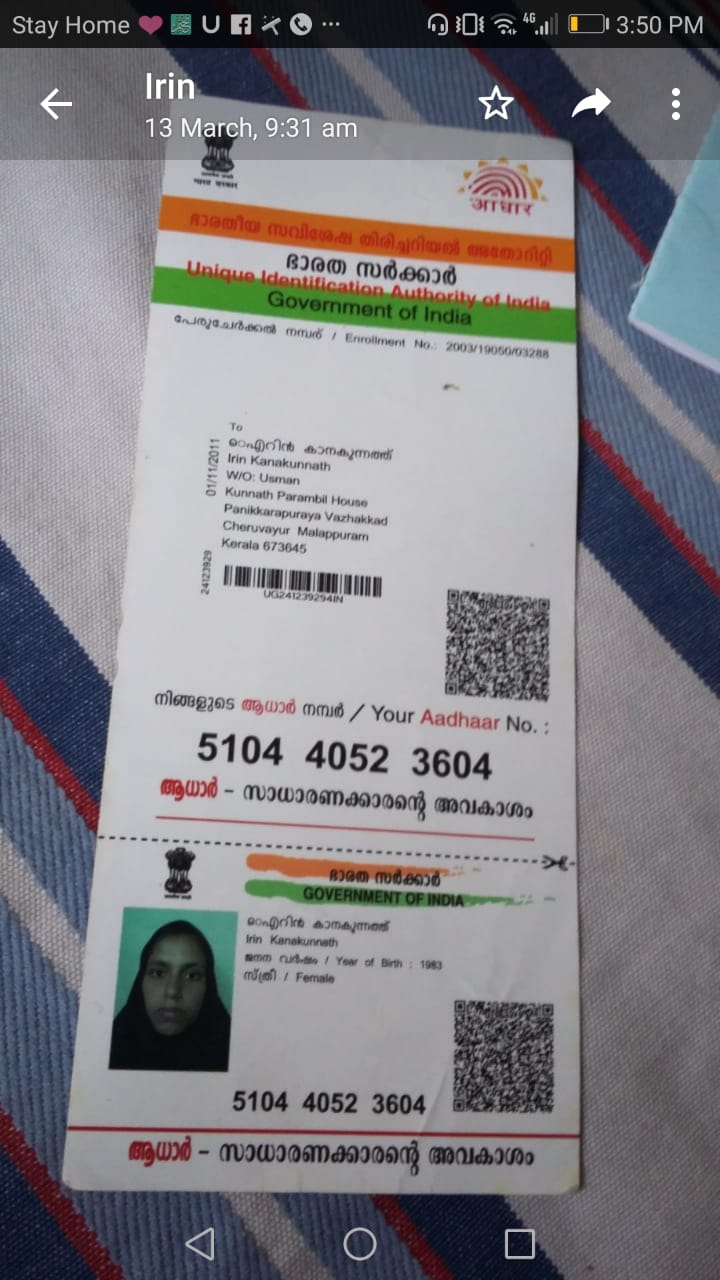 Stay Home 4G 3:50 PM
Irin
13 March, 9:31 am
भारत सरकार
आधार
ഭാരതീയ സവിശേഷ തിരിച്ചറിയൽ അതോറിറ്റി
ഭാരത സർക്കാർ
Unique Identification Authority of India
Government of India
പേരുചേർക്കൽ നമ്പര് / Enrollment No.: 2003/19050/03288
To
ഐറിൻ കാനകുന്നത്ത്
Irin Kanakunnath
W/O: Usman
Kunnath Parambil House
Panikkarapuraya Vazhakkad
Cheruvayur Malappuram
Kerala 673645
01/11/2011
24123929
UG241239294IN
നിങ്ങളുടെ ആധാർ നമ്പർ / Your Aadhaar No. :
5104 4052 3604
ആധാർ – സാധാരണക്കാരന്റെ അവകാശം
ഭാരത സർക്കാർ
GOVERNMENT OF INDIA
ഐറിൻ കാനകുന്നത്ത്
Irin Kanakunnath
ജനന വർഷം / Year of Birth : 1983
സ്ത്രീ / Female
5104 4052 3604
ആധാർ – സാധാരണക്കാരന്റെ അവകാശം